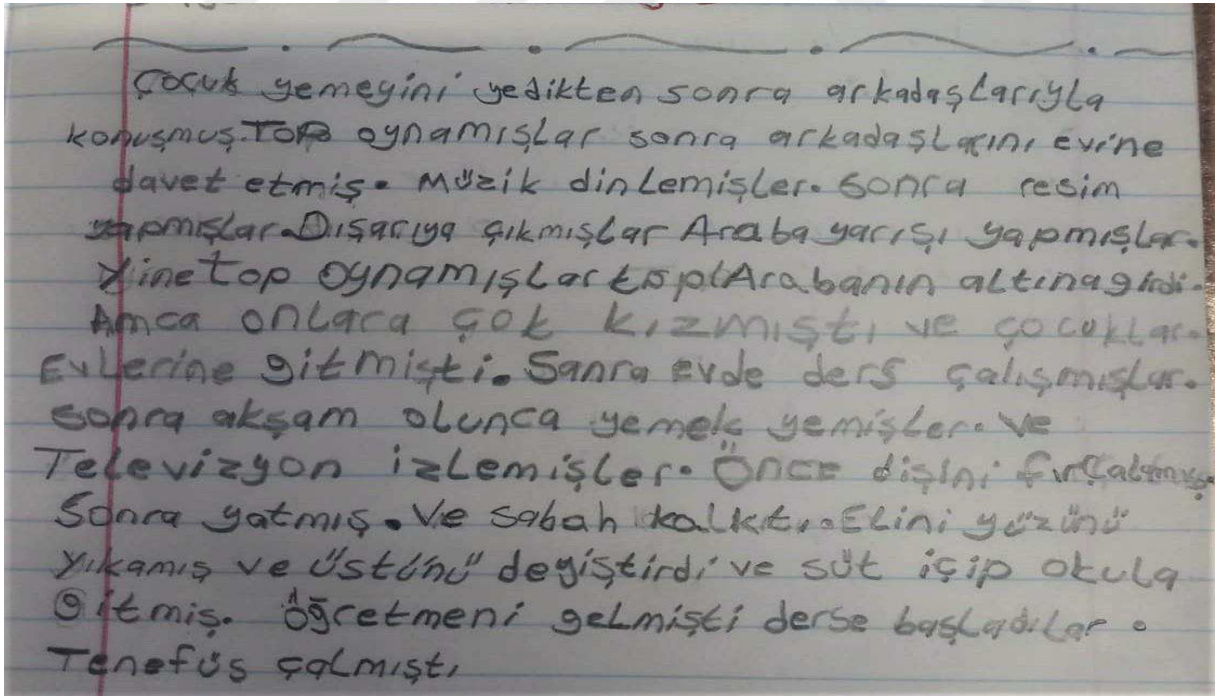 Çocuk yemeyini yedikten sonra arkadaşlarıyla
konuşmuş. Top oynamışlar sonra arkadaşlarını evine
davet etmiş. Müzik dinlemişler. Sonra resim
yapmışlar. Dışarıya çıkmışlar Araba yarışı yapmışlar.
Yine top oynamışlar top Arabanın altına girdi.
Amca onlara çok kızmıştı ve çocuklar.
Evlerine gitmişti. Sanra evde ders çalışmışlar.
Sonra akşam olunca yemek yemişler. ve
Televizyon izlemişler. Önce dişini fırçalamış.
Sonra yatmış. Ve sabah kalktı. Elini yüzünü
yıkamış ve üstünü deyiştirdi ve süt içip okula
Gitmiş. Öğretmeni gelmişti derse başladılar.
Tenefüs çalmıştı